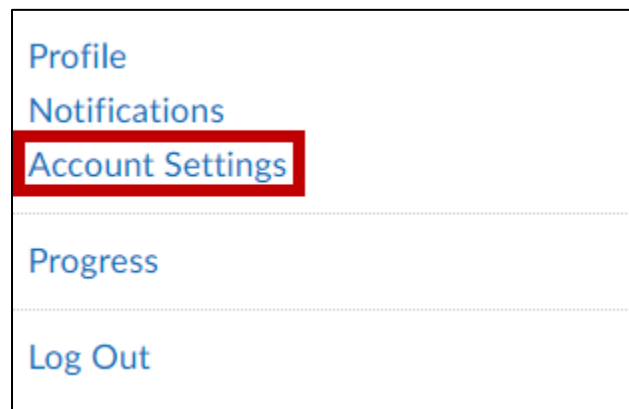 Profile
Notifications
Account Settings
Progress
Log Out